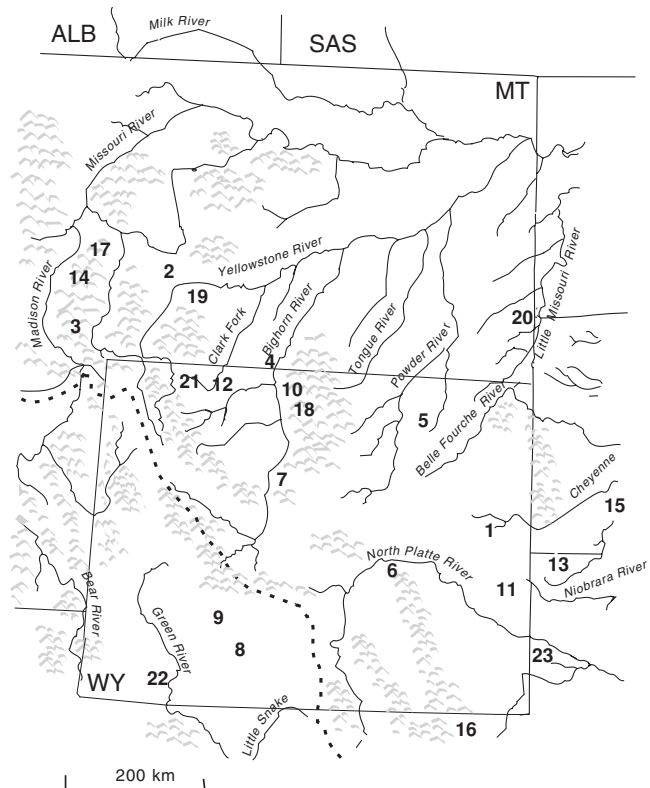 ALB
Milk River
SAS
MT
Missouri River
17
2
Yellowstone River
14
19
Madison River
3
Clark Fork
Bighorn River
Tongue River
20
Little Missouri River
4
Powder River
21
12
10
18
5
Belle Fourche River
7
Cheyenne
15
1
North Platte River
6
13
11
Niobrara River
Bear River
Green River
9
8
23
22
WY
Little Snake
16
200 km